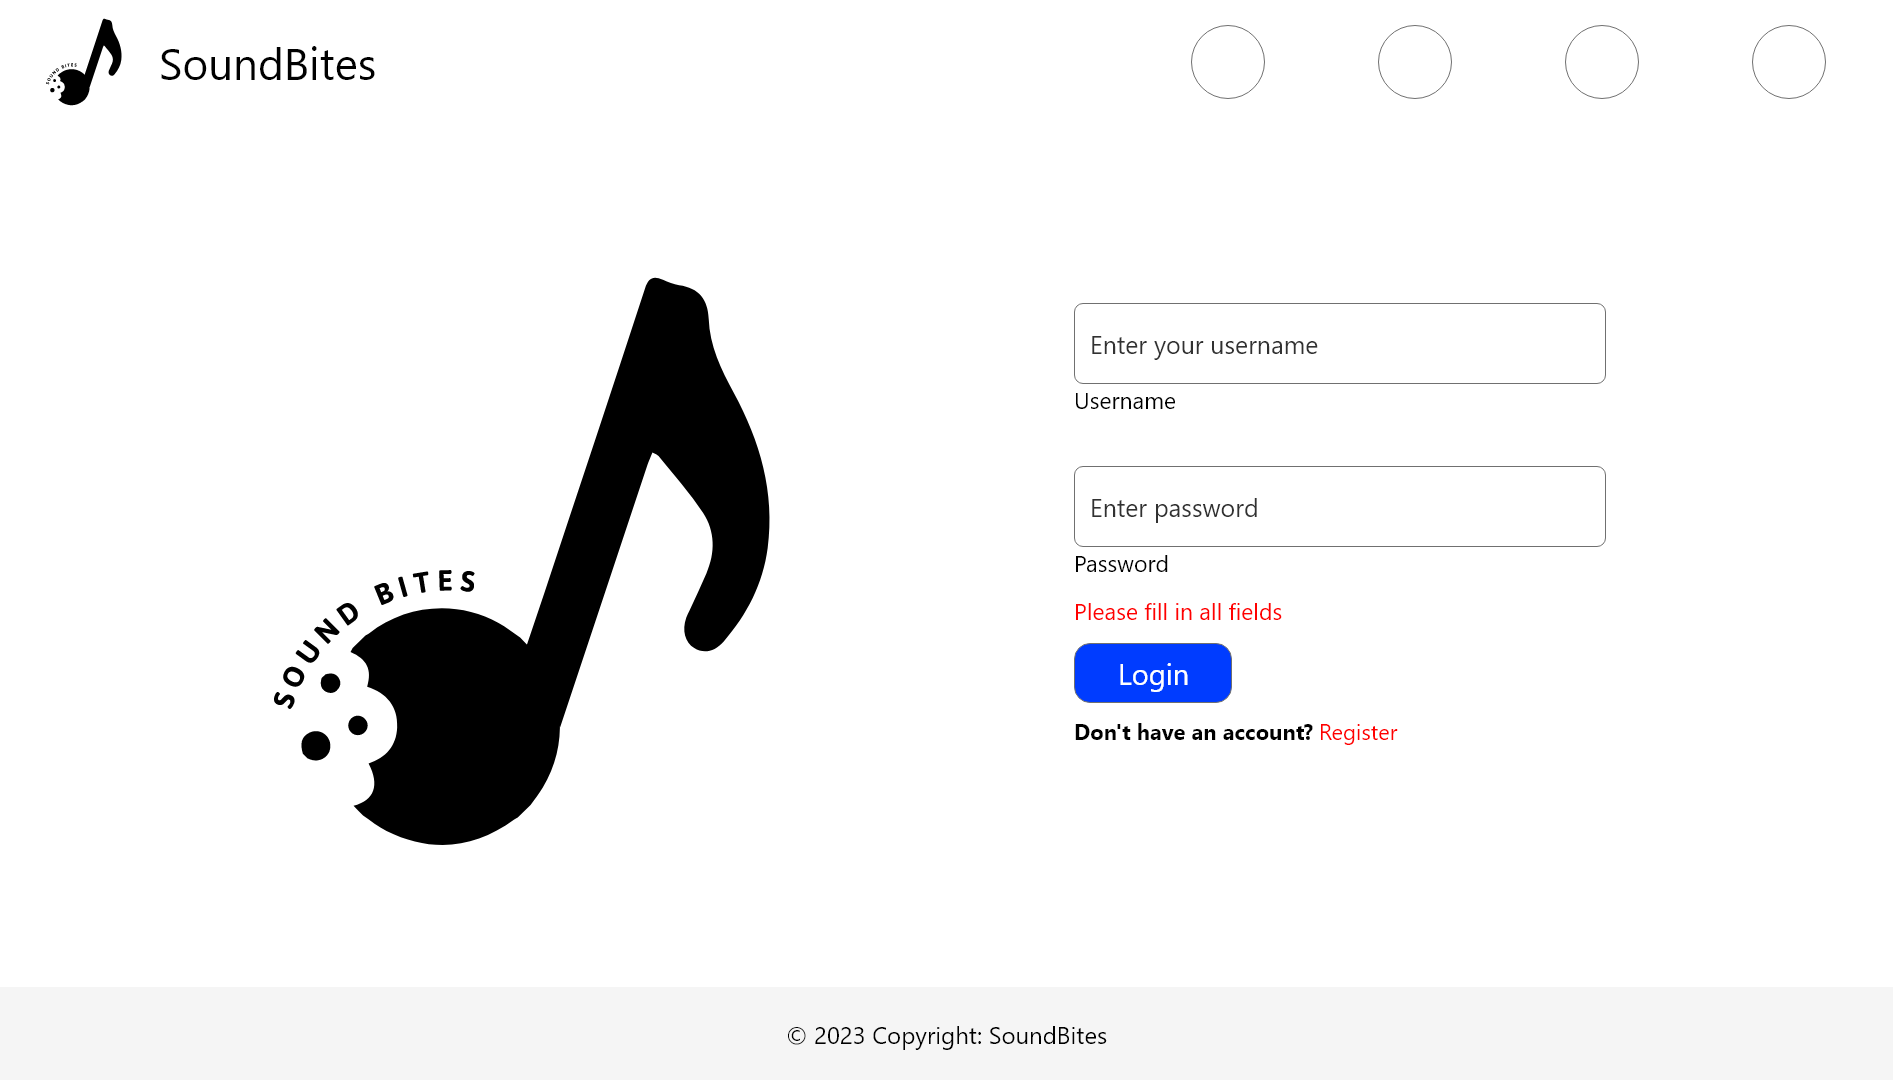 SOUND BITES
SoundBites
SOUND BITES
Enter your username
Username
Enter password
Password
Please fill in all fields
Login
Don't have an account? Register
© 2023 Copyright: SoundBites